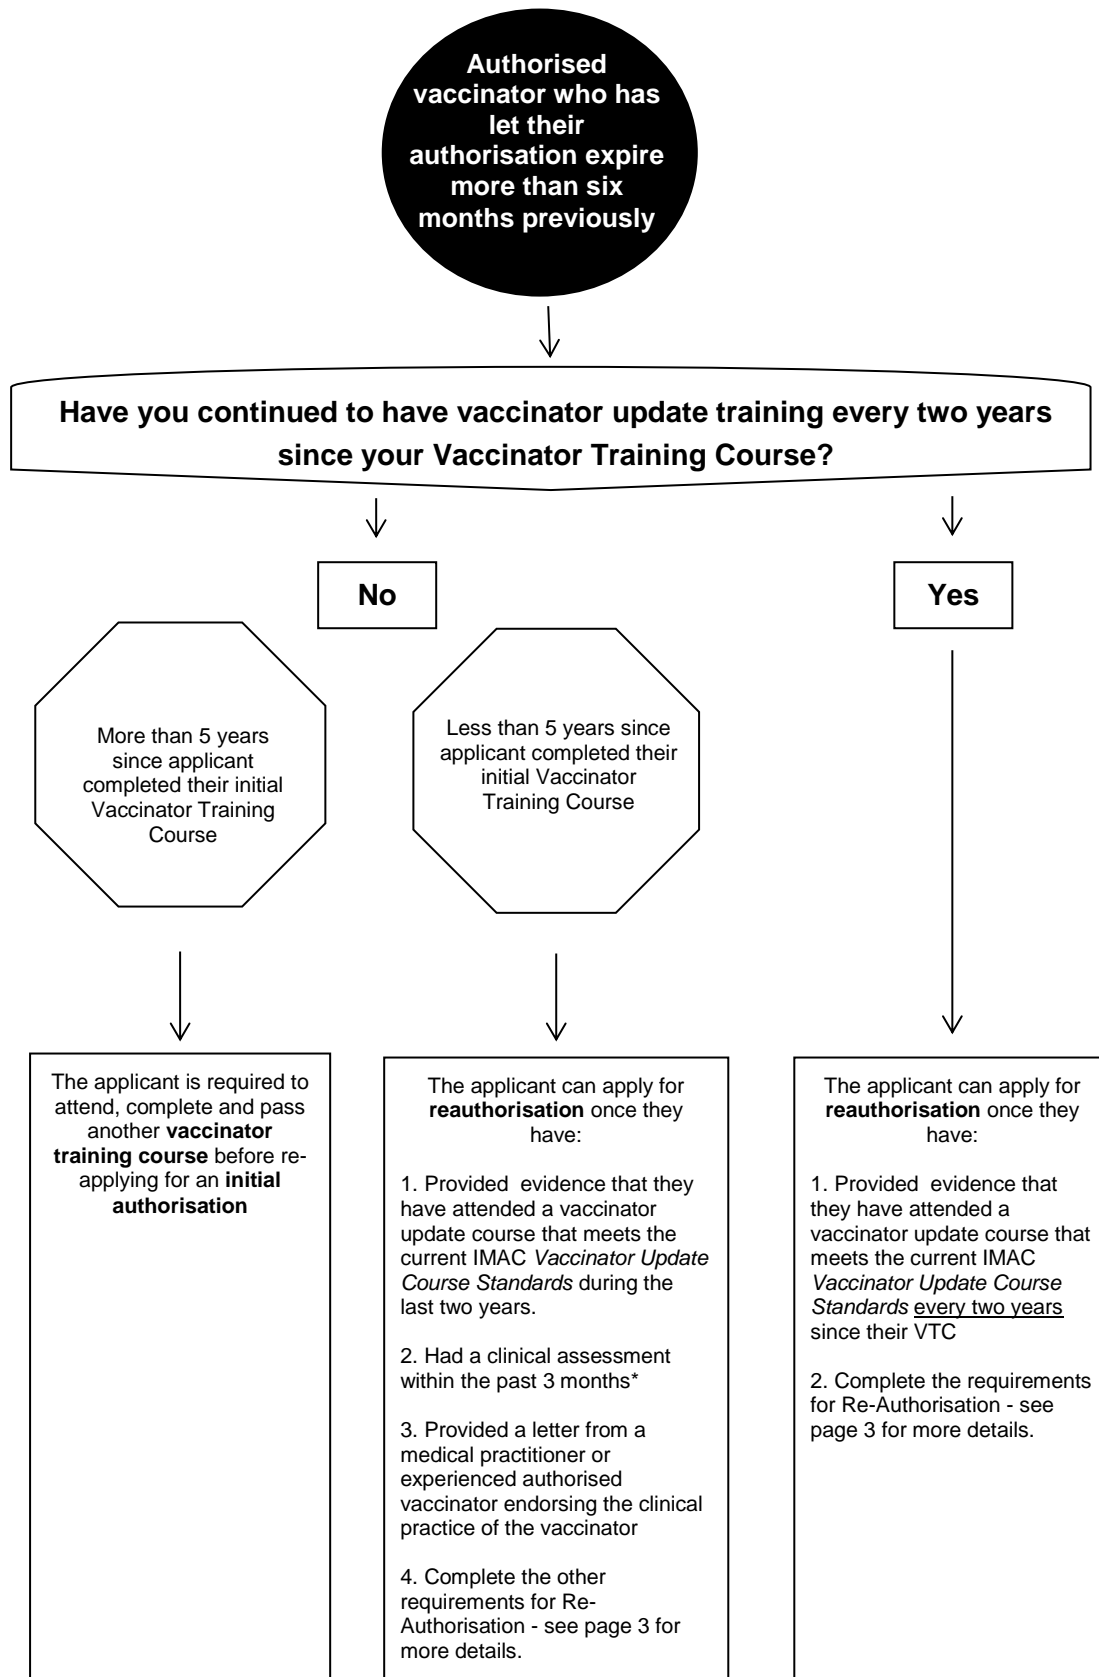 Authorised
vaccinator who has
let their
authorisation expire
more than six
months previously
Have you continued to have vaccinator update training every two years
since your Vaccinator Training Course?
No
Yes
More than 5 years
since applicant
completed their initial
Vaccinator Training
Course
Less than 5 years since
applicant completed their
initial Vaccinator
Training Course
The applicant is required to
attend, complete and pass
another vaccinator
training course before re-
applying for an initial
authorisation
The applicant can apply for
reauthorisation once they
have:
1. Provided  evidence that they
have attended a vaccinator
update course that meets the
current IMAC Vaccinator Update
Course Standards during the
last two years.
2. Had a clinical assessment
within the past 3 months*
3. Provided a letter from a
medical practitioner or
experienced authorised
vaccinator endorsing the clinical
practice of the vaccinator
4. Complete the other
requirements for Re-
Authorisation - see page 3 for
more details.
The applicant can apply for
reauthorisation once they
have:
1. Provided  evidence that
they have attended a
vaccinator update course that
meets the current IMAC
Vaccinator Update Course
Standards every two years
since their VTC
2. Complete the requirements
for Re-Authorisation - see
page 3 for more details.